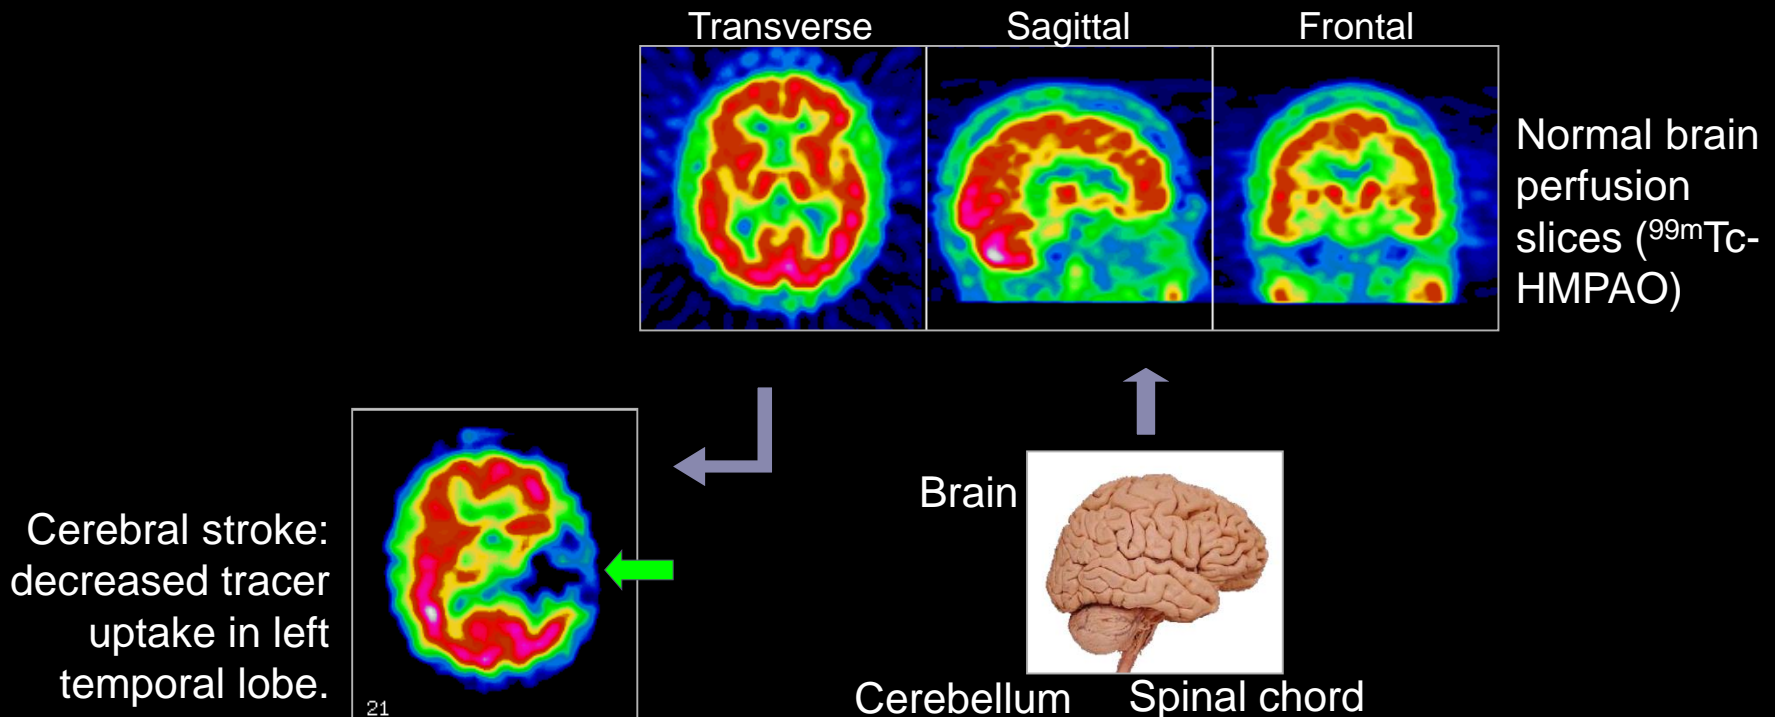 Transverse
Sagittal
Frontal
Normal brain
perfusion
slices (⁹⁹ᵐTc-
HMPAO)
Cerebral stroke:
decreased tracer
uptake in left
temporal lobe.
21
Brain
Cerebellum
Spinal chord